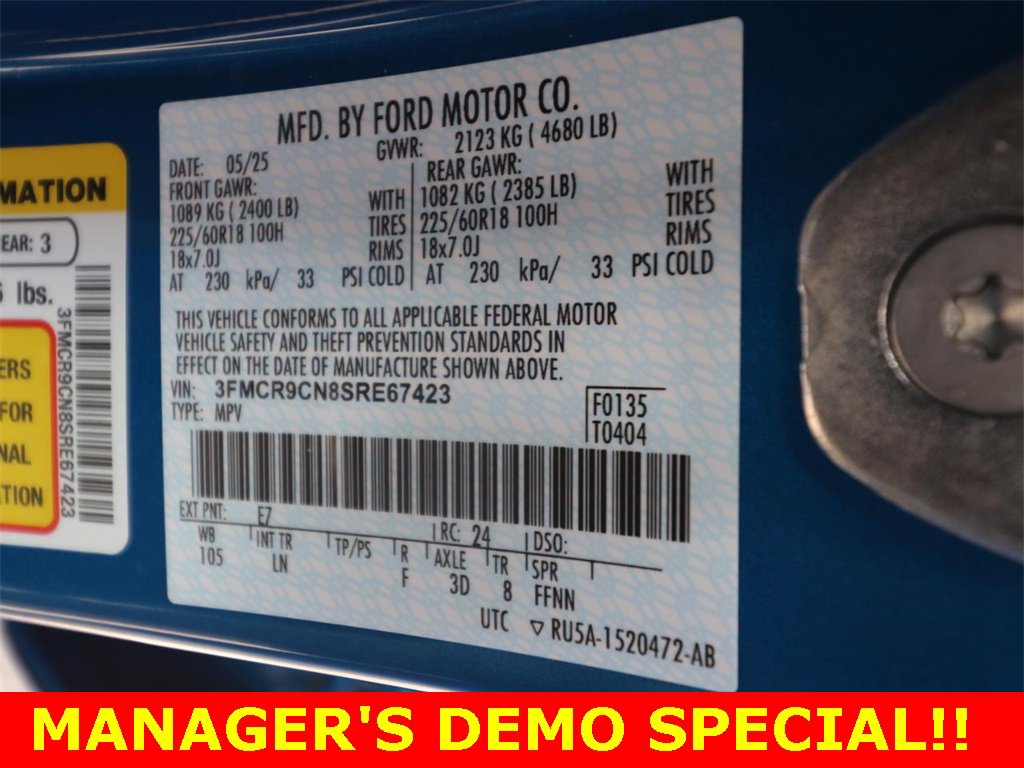 MATION
EAR: 3
lbs.
3FMCR9CN8SRE67423
ERS
FOR
NAL
TION
MFD. BY FORD MOTOR CO.
DATE: 05/25 GVWR: 2123 KG ( 4680 LB)
FRONT GAWR: REAR GAWR:
1089 KG ( 2400 LB) WITH 1082 KG ( 2385 LB) WITH
225/60R18 100H TIRES 225/60R18 100H TIRES
18x7.0J RIMS 18x7.0J RIMS
AT 230 kPa/ 33 PSI COLD AT 230 kPa/ 33 PSI COLD
THIS VEHICLE CONFORMS TO ALL APPLICABLE FEDERAL MOTOR
VEHICLE SAFETY AND THEFT PREVENTION STANDARDS IN
EFFECT ON THE DATE OF MANUFACTURE SHOWN ABOVE.
VIN: 3FMCR9CN8SRE67423
TYPE: MPV
F0135
T0404
EXT PNT: E7 RC: 24 DSO:
WB INT TR TP/PS R AXLE TR SPR
105 LN F 3D 8 FFNN
UTC ▽ RU5A-1520472-AB
MANAGER'S DEMO SPECIAL!!